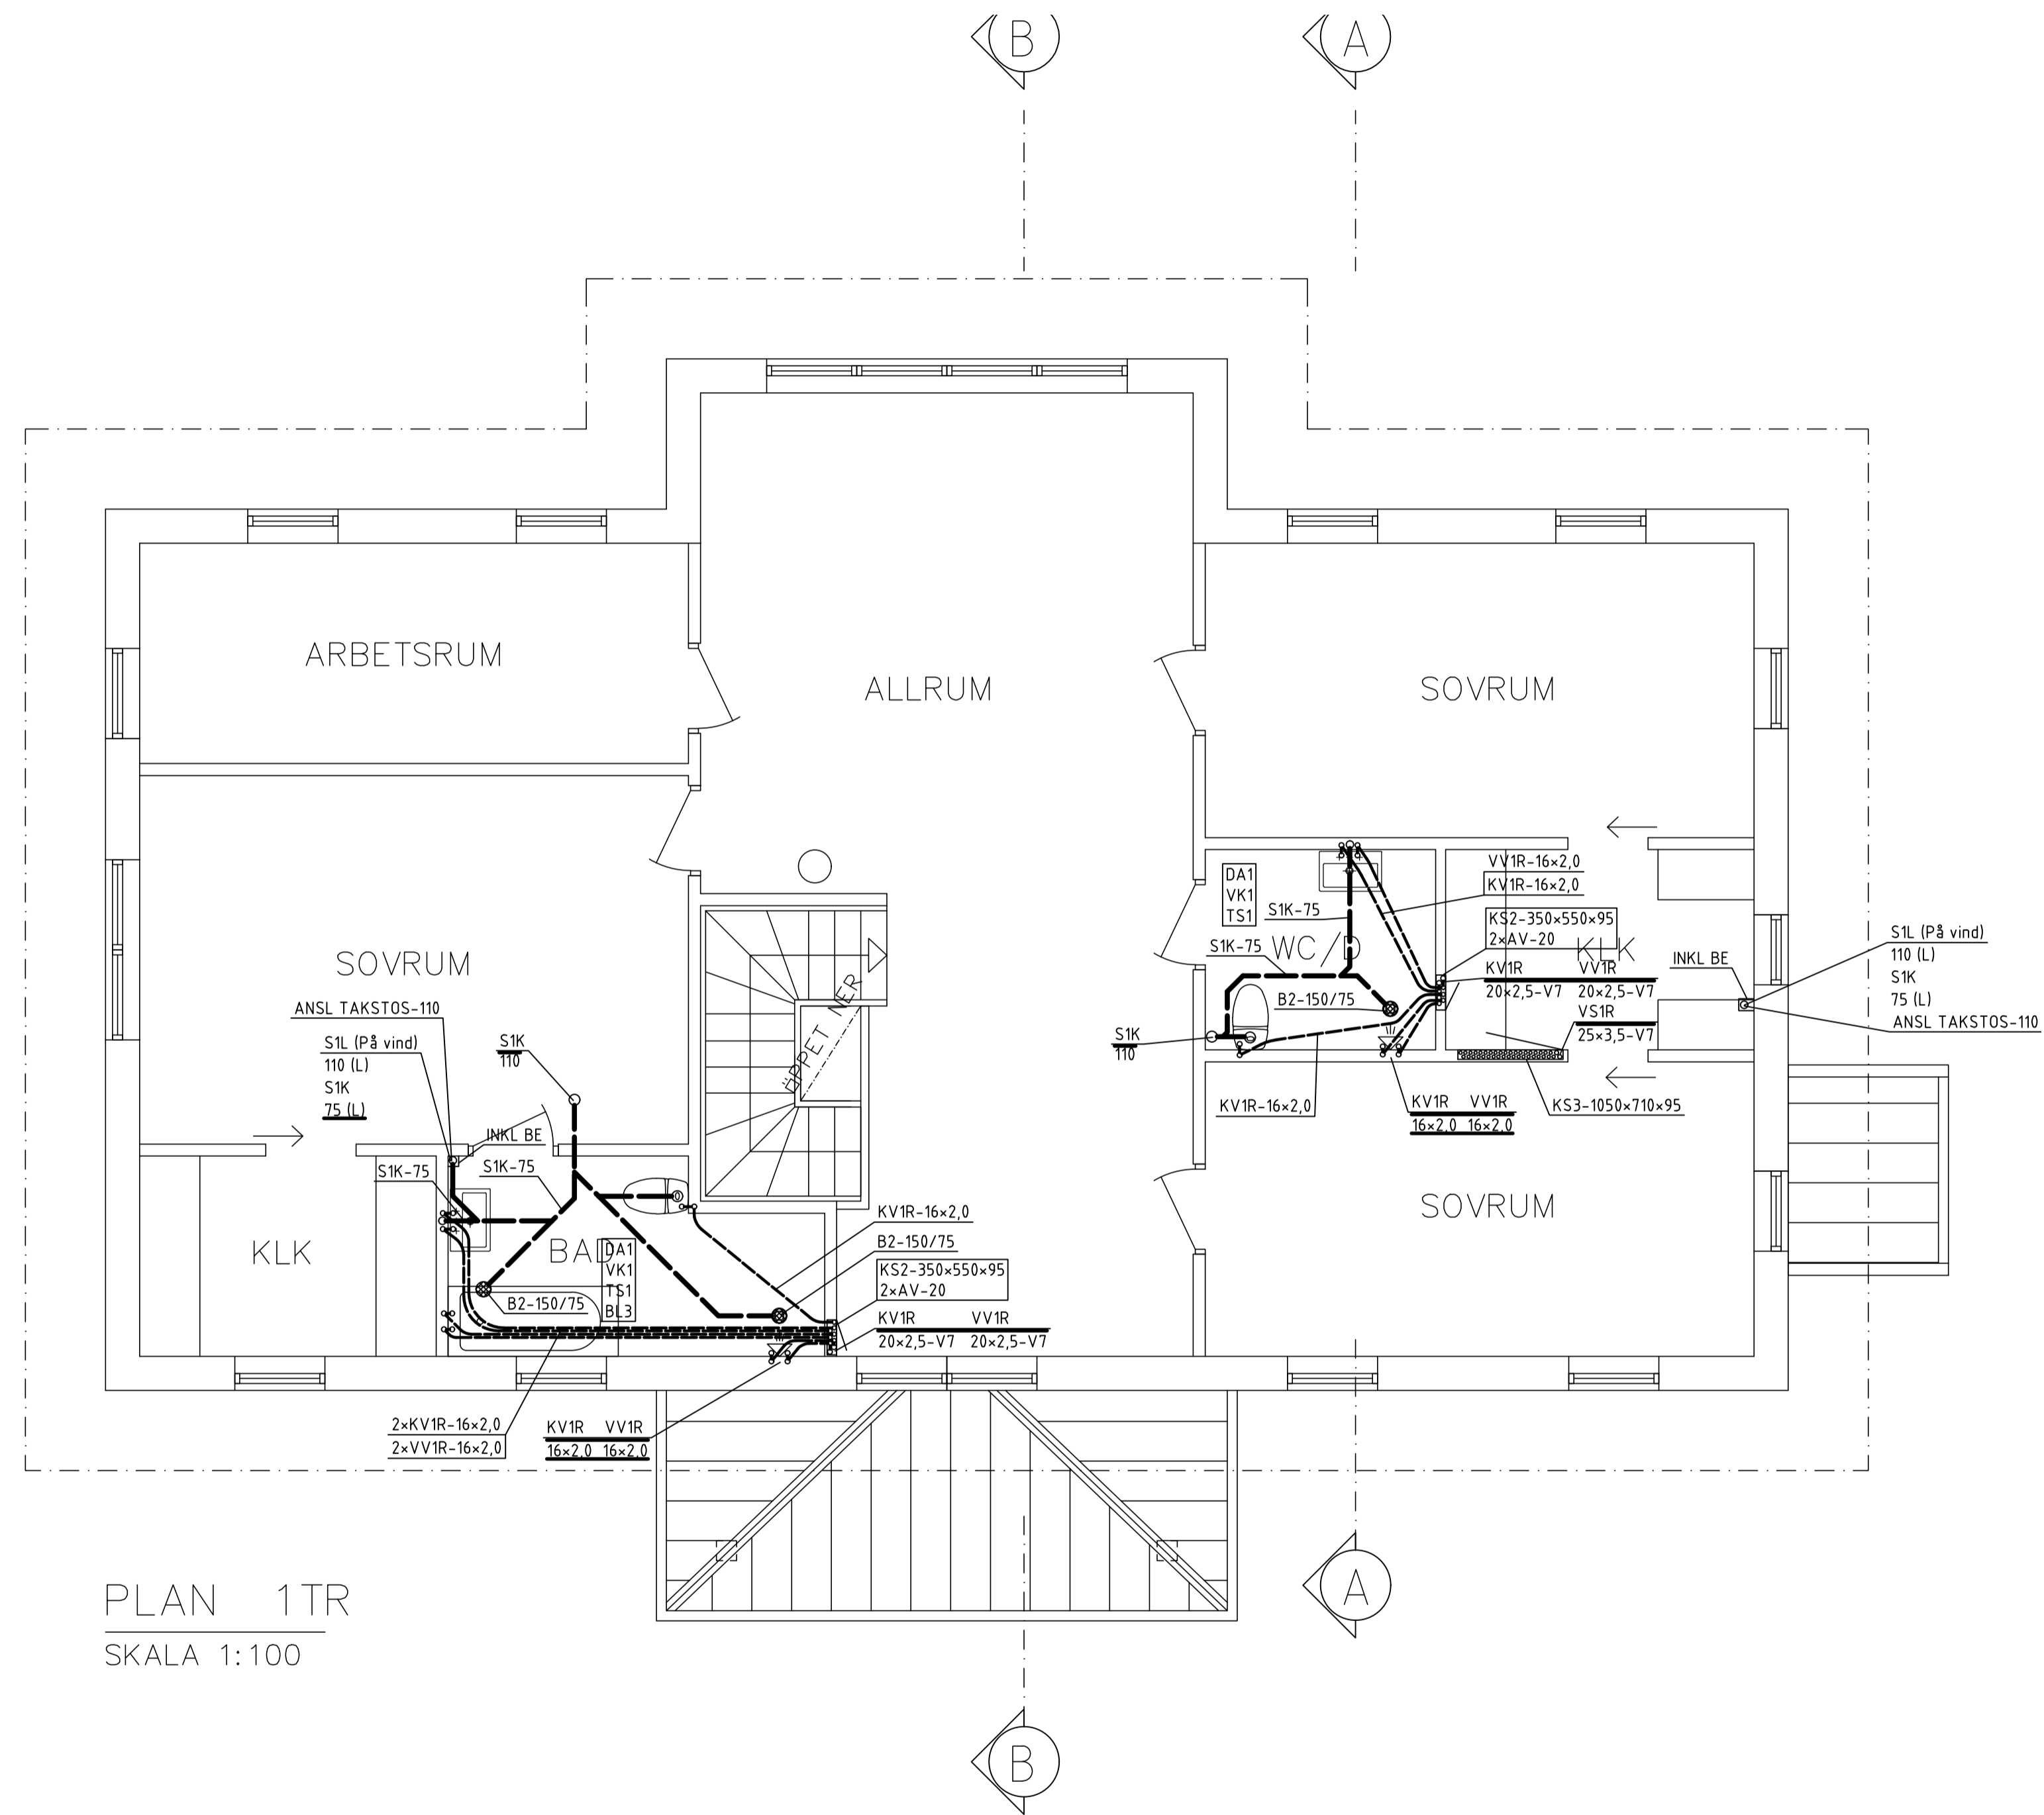 B
A
ARBETSRUM
ALLRUM
SOVRUM
VV1R-16×2,0
KV1R-16×2,0
DA1
VK1
TS1
S1K-75
KS2-350×550×95
2×AV-20
S1L (På vind)
110 (L)
S1K
75 (L)
ANSL TAKSTOS-110
WC/D
KLK
INKL BE
S1K-75
SOVRUM
KV1R VV1R
20×2,5-V7 20×2,5-V7
B2-150/75
VS1R
25×3,5-V7
ÖPPET NER
ANSL TAKSTOS-110
S1L (På vind)
110 (L)
S1K
75 (L)
S1K
110
S1K
110
KV1R-16×2,0
KV1R VV1R
16×2,0 16×2,0
KS3-1050×710×95
INKL BE
S1K-75
S1K-75
SOVRUM
KV1R-16×2,0
B2-150/75
KLK
BAD
DA1
VK1
TS1
BL3
KS2-350×550×95
2×AV-20
B2-150/75
KV1R VV1R
20×2,5-V7 20×2,5-V7
2×KV1R-16×2,0
2×VV1R-16×2,0
KV1R VV1R
16×2,0 16×2,0
PLAN 1TR
SKALA 1:100
A
B